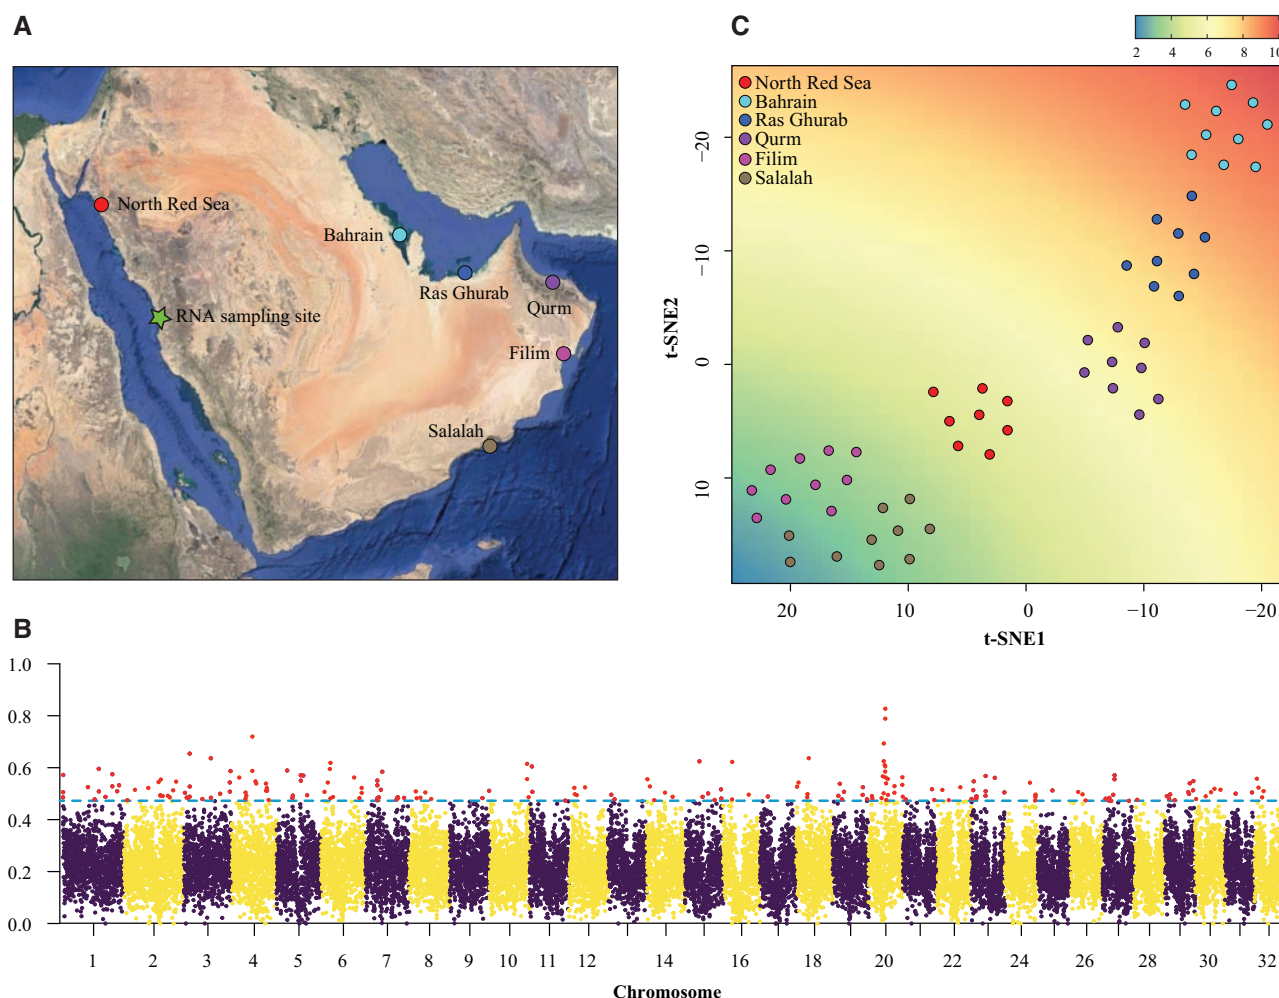 A
North Red Sea
Bahrain
Ras Ghurab
Qurm
RNA sampling site
Filim
Salalah
C
2 4 6 8 10
North Red Sea
Bahrain
Ras Ghurab
Qurm
Filim
Salalah
−20
−10
0
10
t-SNE2
20 10 0 −10 −20
t-SNE1
B
1.0
0.8
0.6
0.4
0.2
0.0
1 2 3 4 5 6 7 8 9 10 11 12 14 16 18 20 22 24 26 28 30 32
Chromosome